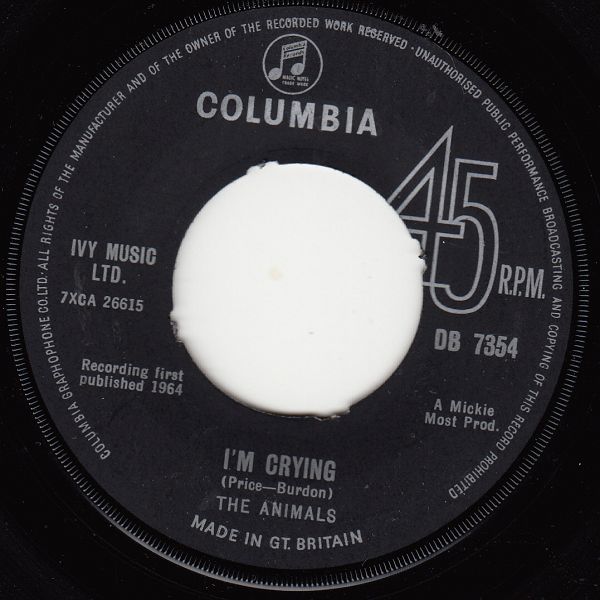 COLUMBIA GRAPHOPHONE CO. LTD. · ALL RIGHTS OF THE MANUFACTURER AND OF THE OWNER OF THE RECORDED WORK RESERVED · UNAUTHORISED PUBLIC PERFORMANCE BROADCASTING AND COPYING OF THIS RECORD PROHIBITED
MAGIC NOTES
TRADE MARK
COLUMBIA
45
R.P.M.
IVY MUSIC
LTD.
7XCA 26615
DB 7354
Recording first
published 1964
A Mickie
Most Prod.
I'M CRYING
(Price—Burdon)
THE ANIMALS
MADE IN GT. BRITAIN